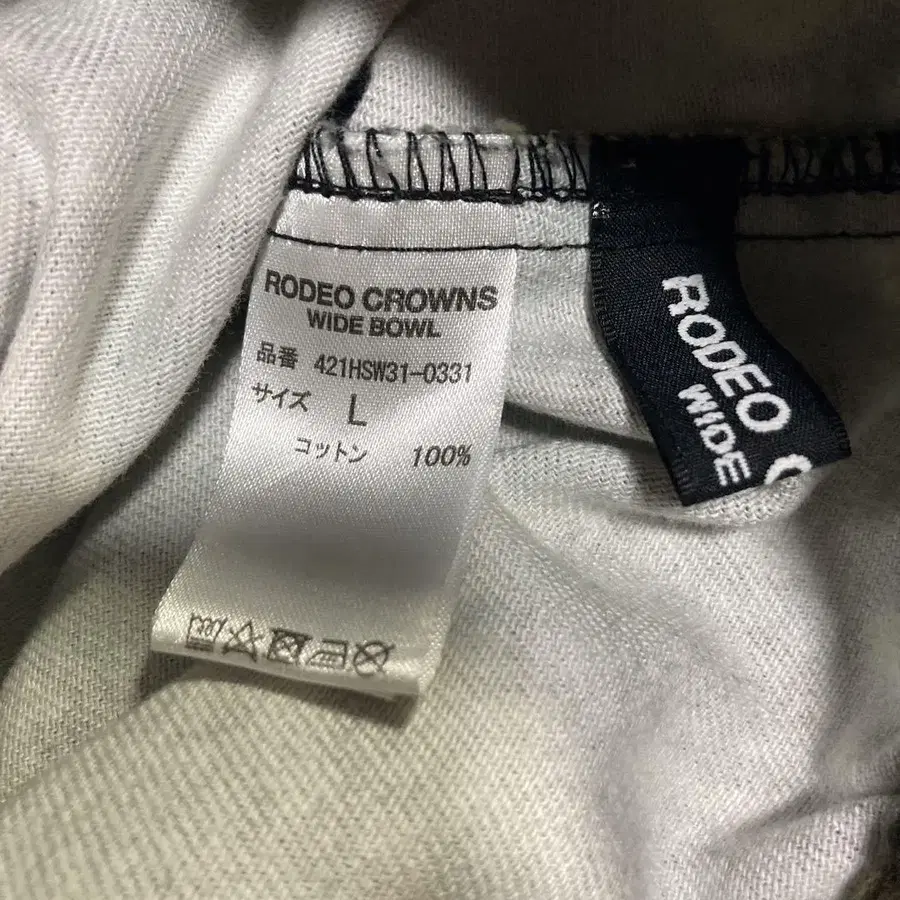 RODEO CROWNS
WIDE BOWL
品番 421HSW31-0331
サイズ L
コットン 100%
RODEO
WIDE